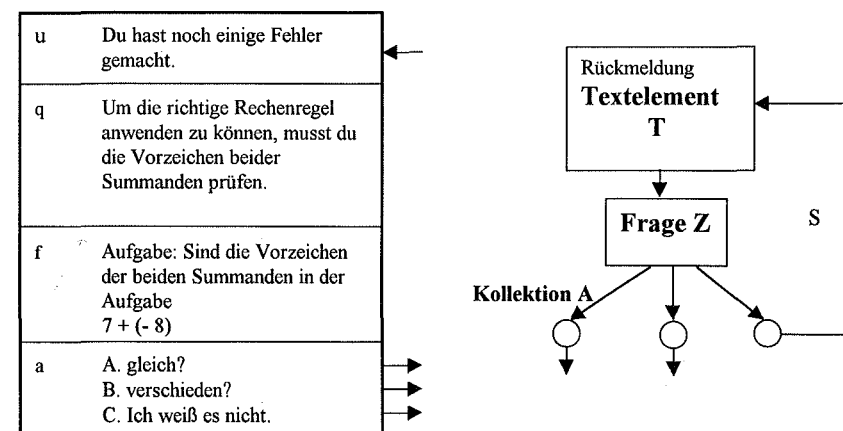 u Du hast noch einige Fehler
gemacht.
q Um die richtige Rechenregel
anwenden zu können, musst du
die Vorzeichen beider
Summanden prüfen.
f Aufgabe: Sind die Vorzeichen
der beiden Summanden in der
Aufgabe
7 + (- 8)
a A. gleich?
B. verschieden?
C. Ich weiß es nicht.
Rückmeldung
Textelement
T
Frage Z
S
Kollektion A